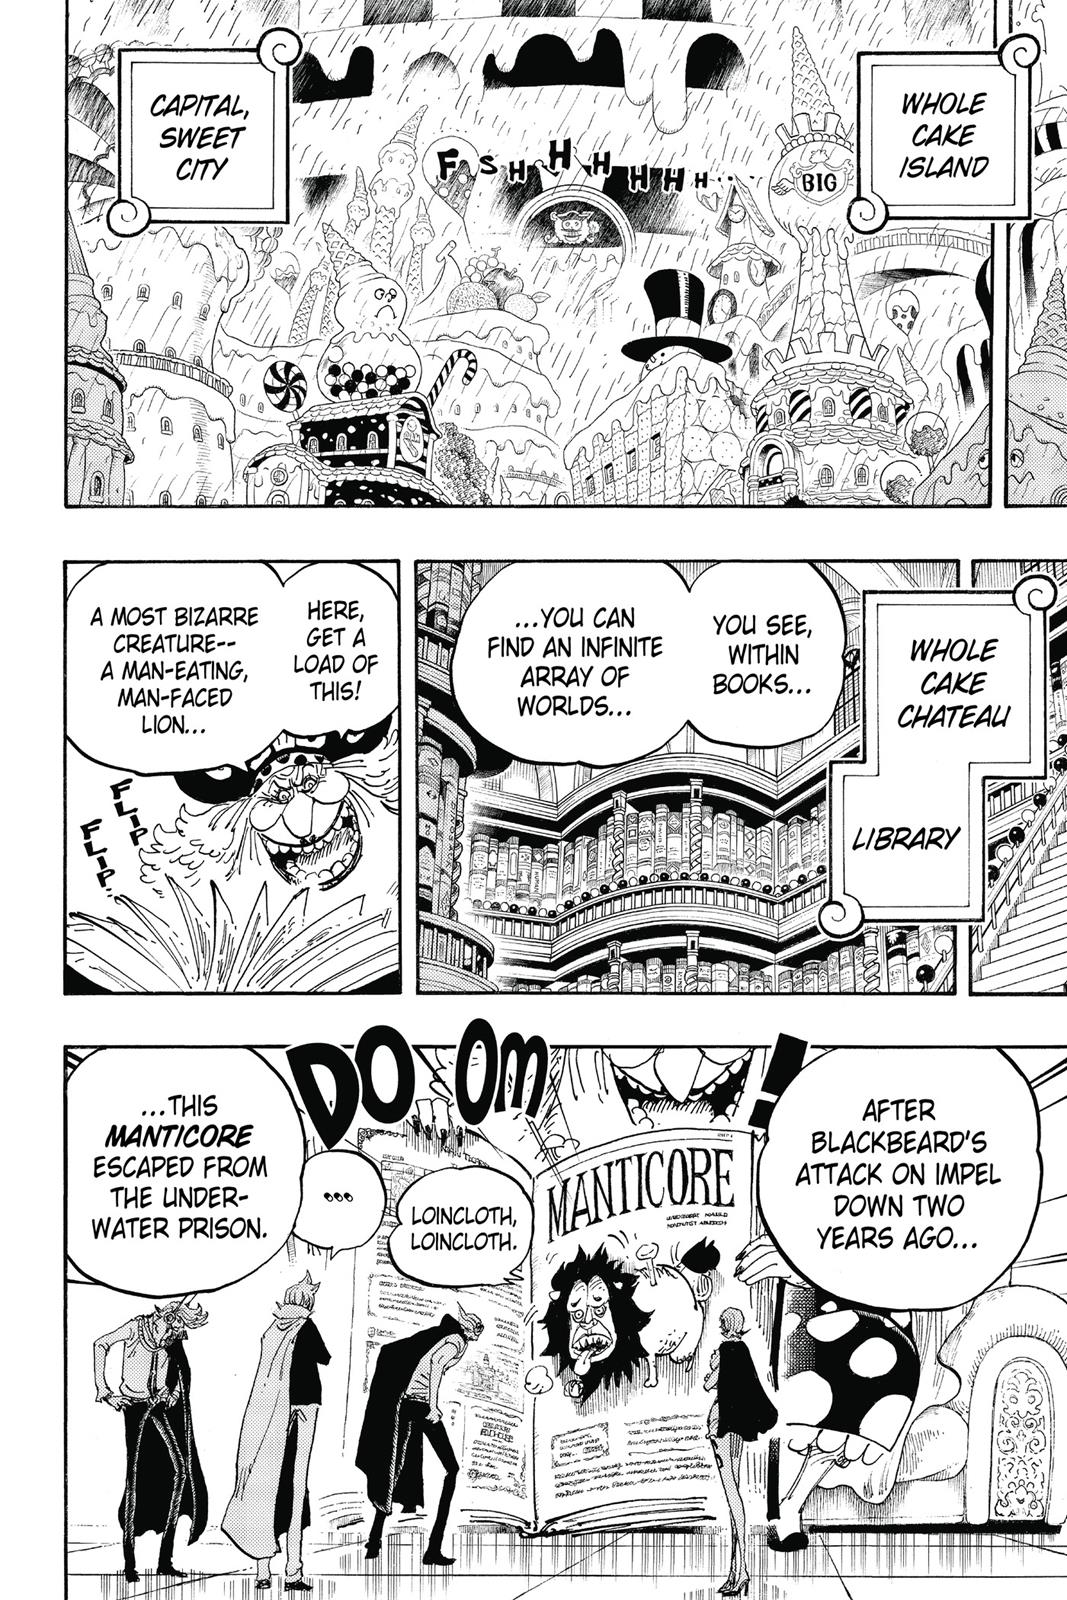 WHOLE
CAKE
ISLAND
CAPITAL,
SWEET
CITY
FSHHHHHHH....
BIG
WHOLE
CAKE
CHATEAU
LIBRARY
YOU SEE,
WITHIN
BOOKS...
...YOU CAN
FIND AN INFINITE
ARRAY OF
WORLDS...
HERE,
GET A
LOAD OF
THIS!
A MOST BIZARRE
CREATURE--
A MAN-EATING,
MAN-FACED
LION...
FLIP
FLIP
AFTER
BLACKBEARD'S
ATTACK ON IMPEL
DOWN TWO
YEARS AGO...
!
DOOM
MANTICORE
LOINCLOTH,
LOINCLOTH.
...
...THIS
MANTICORE
ESCAPED FROM
THE UNDER-
WATER PRISON.